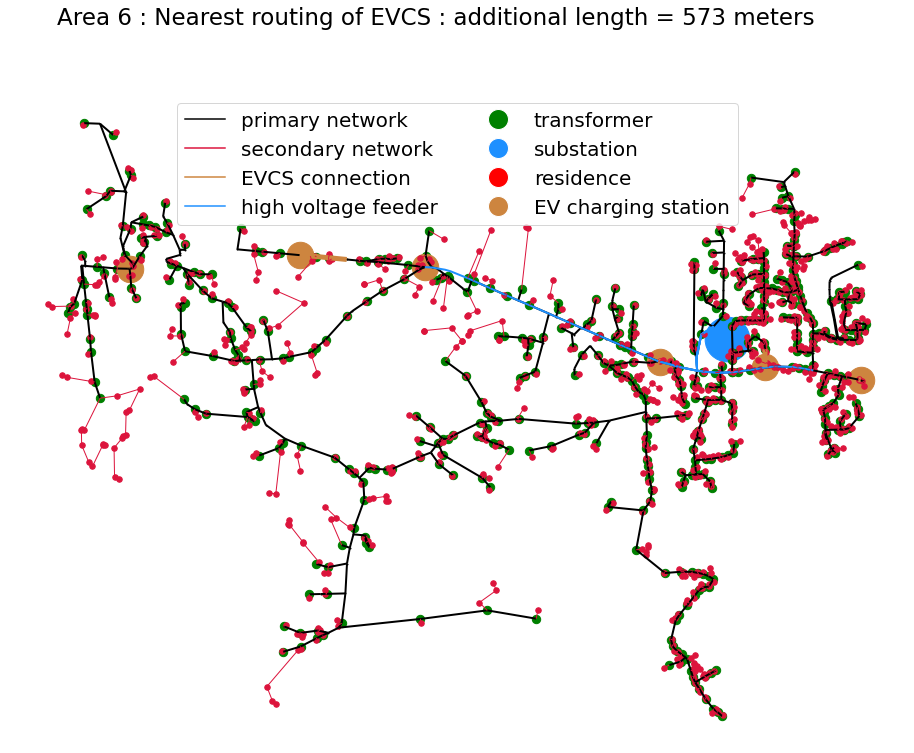 Area 6 : Nearest routing of EVCS : additional length = 573 meters
primary network
secondary network
EVCS connection
high voltage feeder
transformer
substation
residence
EV charging station